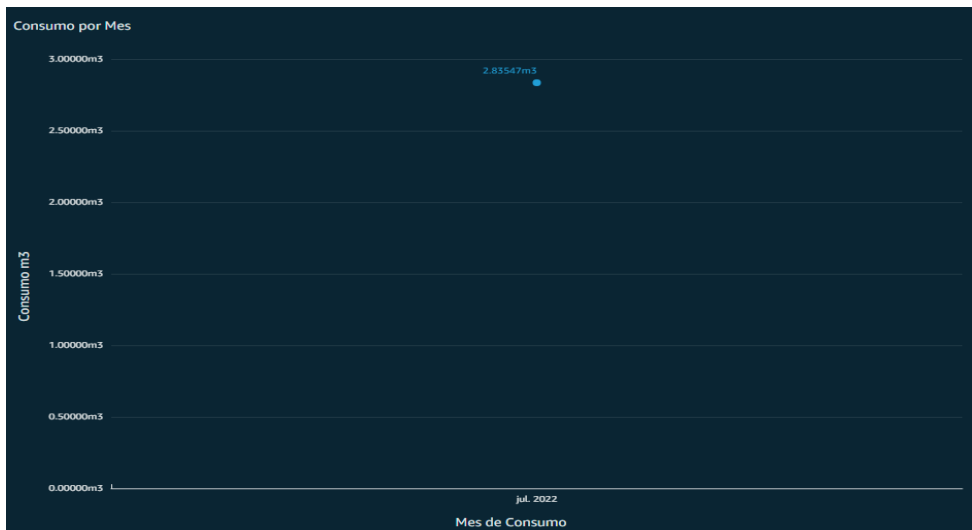 Consumo por Mes
3.00000m3
2.83547m3
2.50000m3
2.00000m3
1.50000m3
Consumo m3
1.00000m3
0.50000m3
0.00000m3
jul. 2022
Mes de Consumo